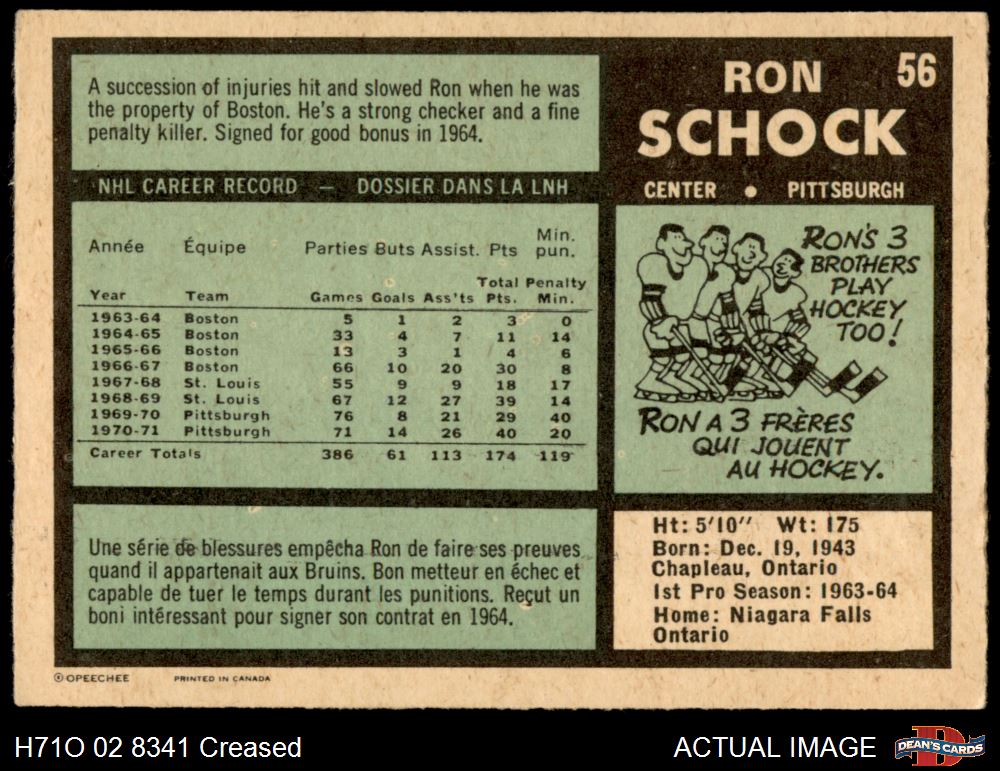 A succession of injuries hit and slowed Ron when he was
the property of Boston. He's a strong checker and a fine
penalty killer. Signed for good bonus in 1964.
RON
56
SCHOCK
CENTER • PITTSBURGH
NHL CAREER RECORD — DOSSIER DANS LA LNH
Année Équipe Parties Buts Assist. Pts Min. pun.
Year Team Games Goals Ass'ts Total Pts. Penalty Min.
1963-64 Boston 5 1 2 3 0
1964-65 Boston 33 4 7 11 14
1965-66 Boston 13 3 1 4 6
1966-67 Boston 66 10 20 30 8
1967-68 St. Louis 55 9 9 18 17
1968-69 St. Louis 67 12 27 39 14
1969-70 Pittsburgh 76 8 21 29 40
1970-71 Pittsburgh 71 14 26 40 20
Career Totals 386 61 113 174 119
RON'S 3
BROTHERS
PLAY
HOCKEY
TOO!
RON A 3 FRÈRES
QUI JOUENT
AU HOCKEY.
Une série de blessures empêcha Ron de faire ses preuves
quand il appartenait aux Bruins. Bon metteur en échec et
capable de tuer le temps durant les punitions. Reçut un
boni intéressant pour signer son contrat en 1964.
Ht: 5'10" Wt: 175
Born: Dec. 19, 1943
Chapleau, Ontario
1st Pro Season: 1963-64
Home: Niagara Falls
Ontario
© OPEECHEE PRINTED IN CANADA
H71O 02 8341 Creased
ACTUAL IMAGE
DEAN'S CARDS